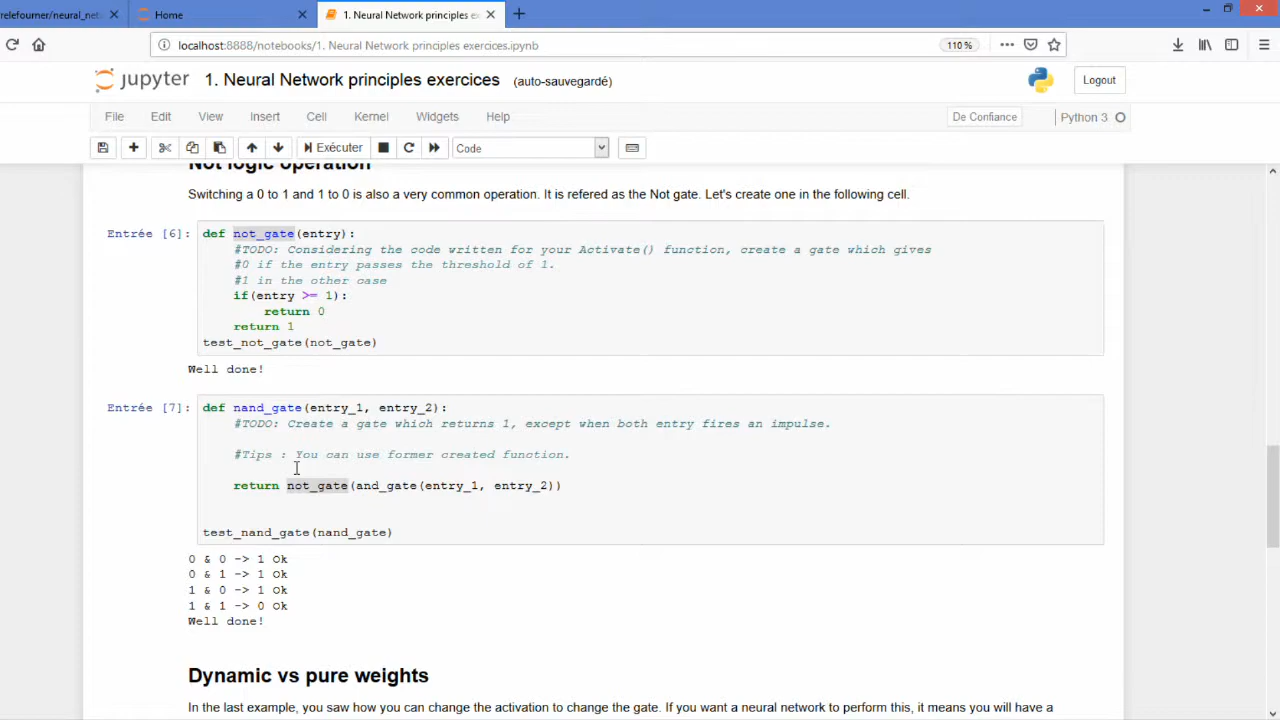 relefourner/neural_net
Home
1. Neural Network principles exe
localhost:8888/notebooks/1. Neural Network principles exercices.ipynb
110 %
jupyter
1. Neural Network principles exercices (auto-sauvegardé)
Logout
File Edit View Insert Cell Kernel Widgets Help
De Confiance
Python 3
Exécuter
Code
Not logic operation
Switching a 0 to 1 and 1 to 0 is also a very common operation. It is refered as the Not gate. Let's create one in the following cell.
Entrée [6]:
def not_gate(entry):
#TODO: Considering the code written for your Activate() function, create a gate which gives
#0 if the entry passes the threshold of 1.
#1 in the other case
if(entry >= 1):
return 0
return 1
test_not_gate(not_gate)
Well done!
Entrée [7]:
def nand_gate(entry_1, entry_2):
#TODO: Create a gate which returns 1, except when both entry fires an impulse.
#Tips : You can use former created function.
return not_gate(and_gate(entry_1, entry_2))
test_nand_gate(nand_gate)
0 & 0 -> 1 Ok
0 & 1 -> 1 Ok
1 & 0 -> 1 Ok
1 & 1 -> 0 Ok
Well done!
Dynamic vs pure weights
In the last example, you saw how you can change the activation to change the gate. If you want a neural network to perform this, it means you will have a